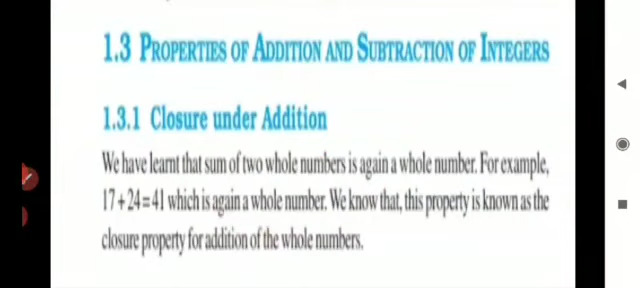 1.3 PROPERTIES OF ADDITION AND SUBTRACTION OF INTEGERS
1.3.1 Closure under Addition
We have learnt that sum of two whole numbers is again a whole number. For example,
17 + 24 = 41 which is again a whole number. We know that, this property is known as the
closure property for addition of the whole numbers.